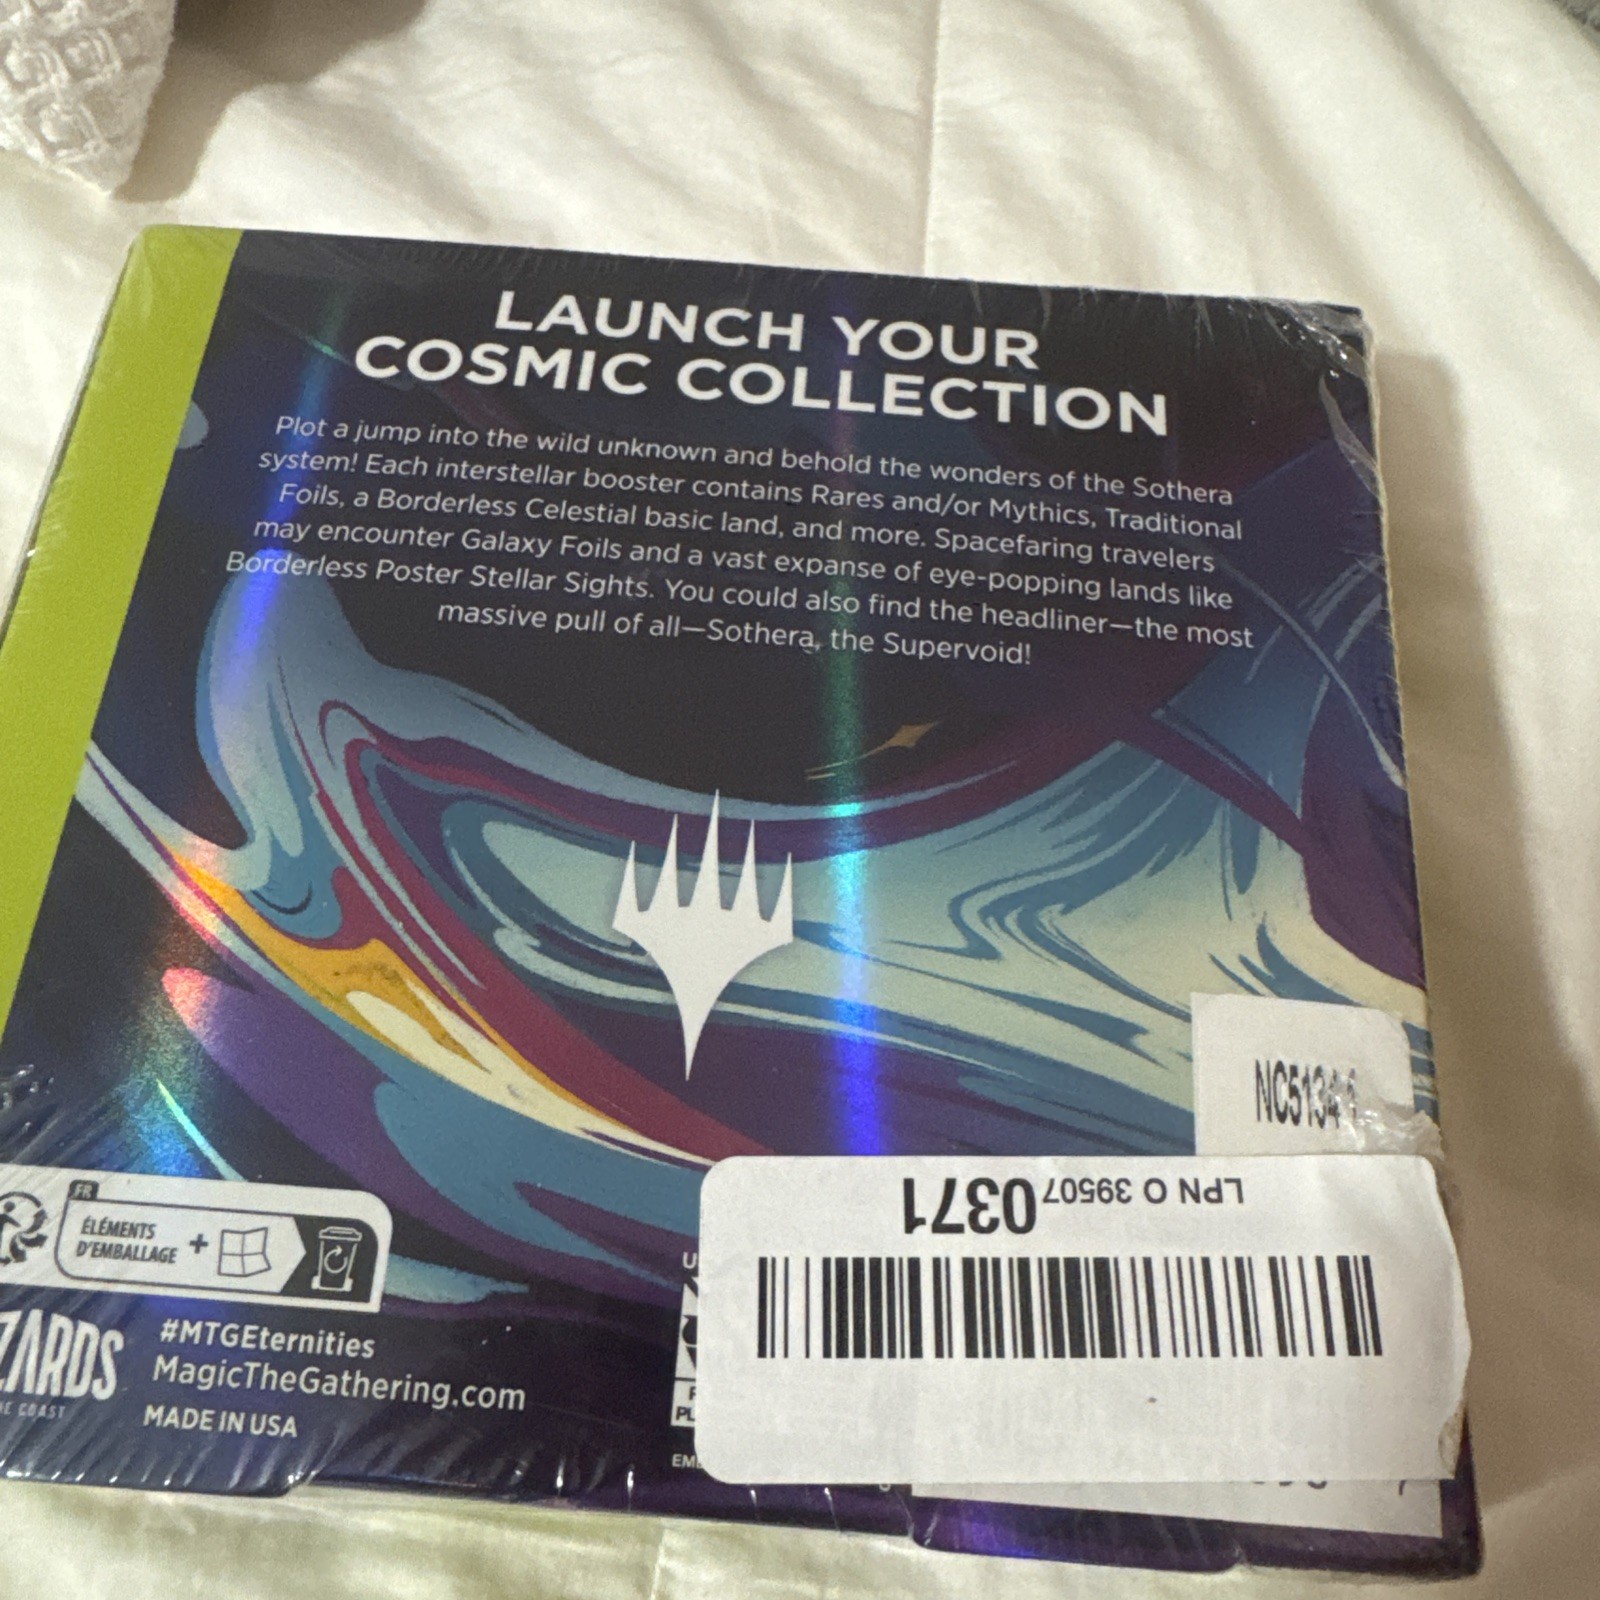 LAUNCH YOUR
COSMIC COLLECTION
Plot a jump into the wild unknown and behold the wonders of the Sothera
system! Each interstellar booster contains Rares and/or Mythics, Traditional
Foils, a Borderless Celestial basic land, and more. Spacefaring travelers
may encounter Galaxy Foils and a vast expanse of eye-popping lands like
Borderless Poster Stellar Sights. You could also find the headliner—the most
massive pull of all—Sothera, the Supervoid!
NC5134
LPN O 395070371
FR
ÉLÉMENTS
D'EMBALLAGE +
ZARDS
#MTGEternities
MagicTheGathering.com
MADE IN USA